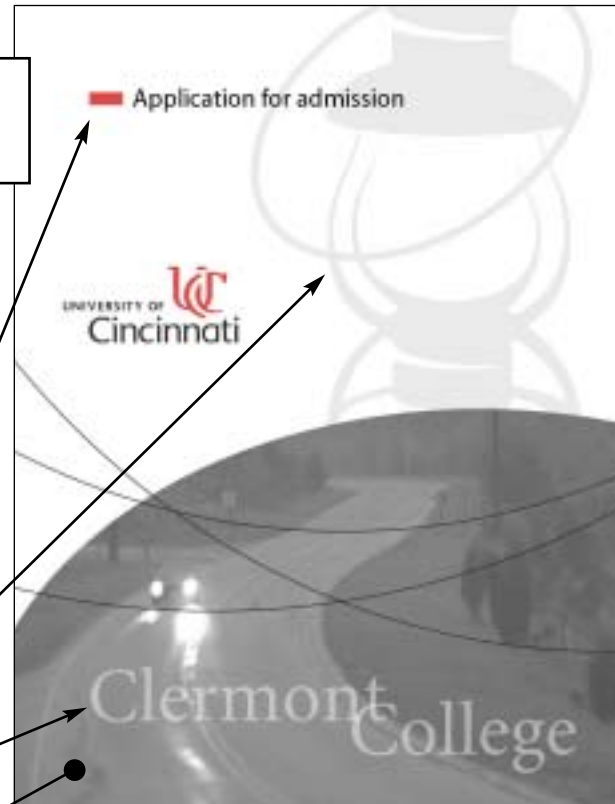 Application for admission
UNIVERSITY OF UC
Cincinnati
Clermont
College